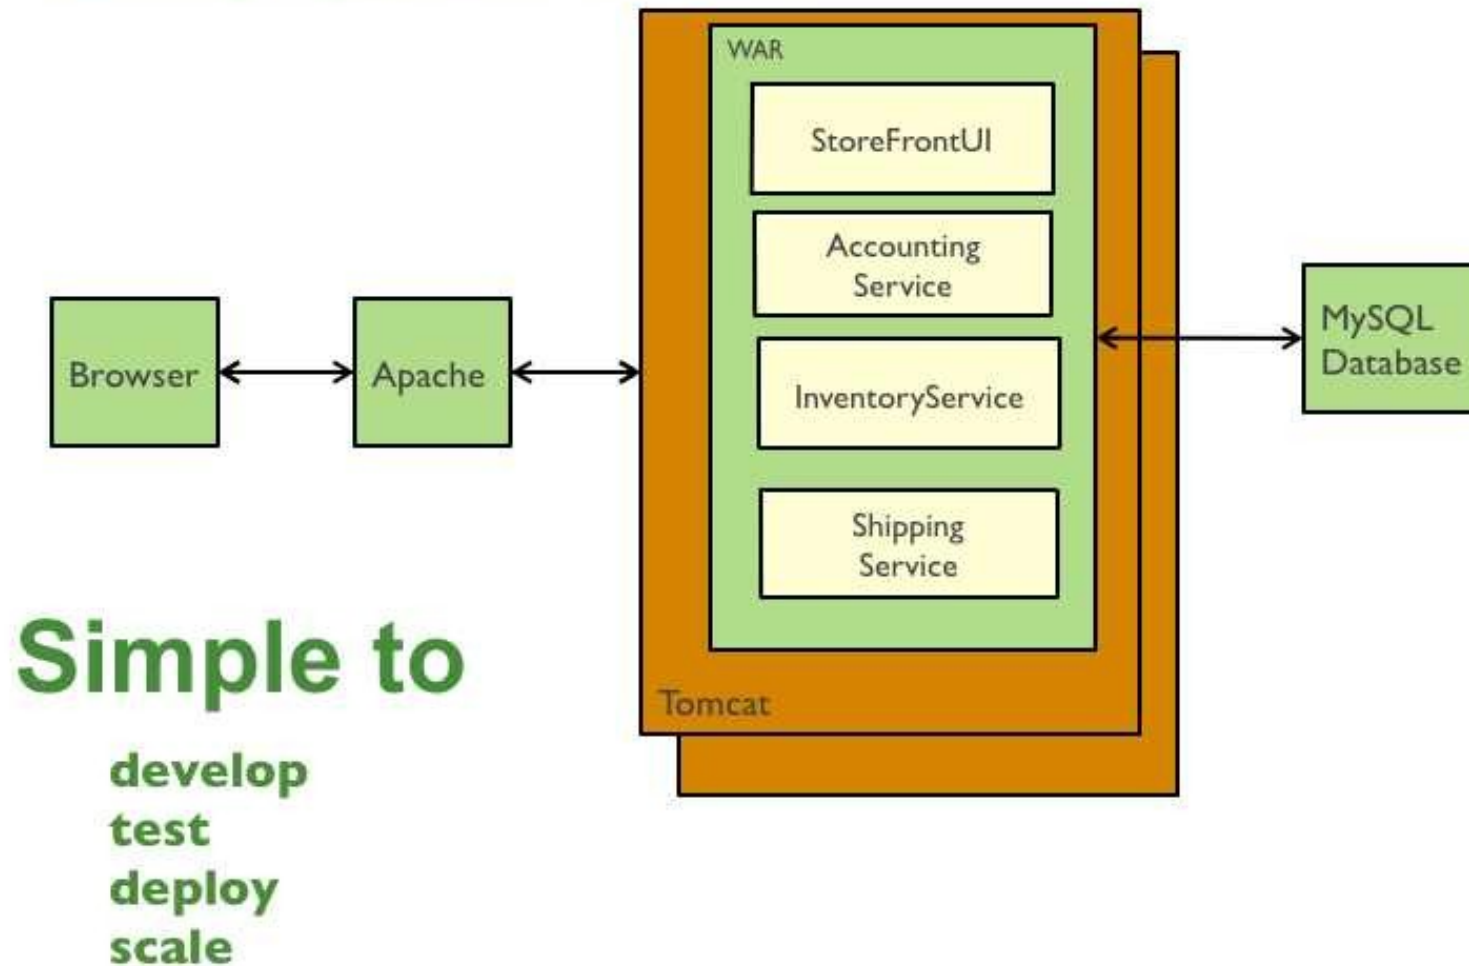 WAR
StoreFrontUI
Accounting
Service
InventoryService
Shipping
Service
Tomcat
Browser
Apache
MySQL
Database
Simple to
develop
test
deploy
scale